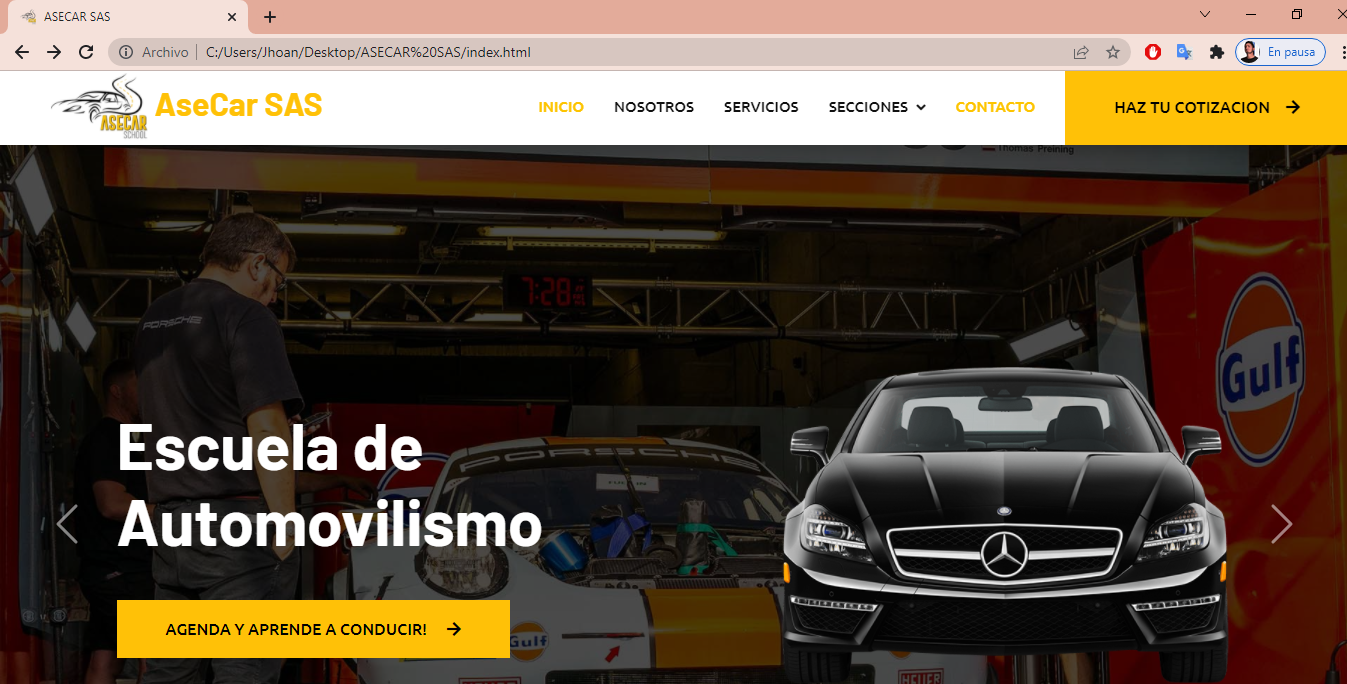 ASECAR SAS
Archivo
C:/Users/Jhoan/Desktop/ASECAR%20SAS/index.html
En pausa
ASECAR
SCHOOL
AseCar SAS
INICIO
NOSOTROS
SERVICIOS
SECCIONES
CONTACTO
HAZ TU COTIZACION
Thomas Preining
7:28
PORSCHE
Gulf
PORSCHE
Escuela de
Automovilismo
AGENDA Y APRENDE A CONDUCIR!
Gulf
HEUER
HEUER